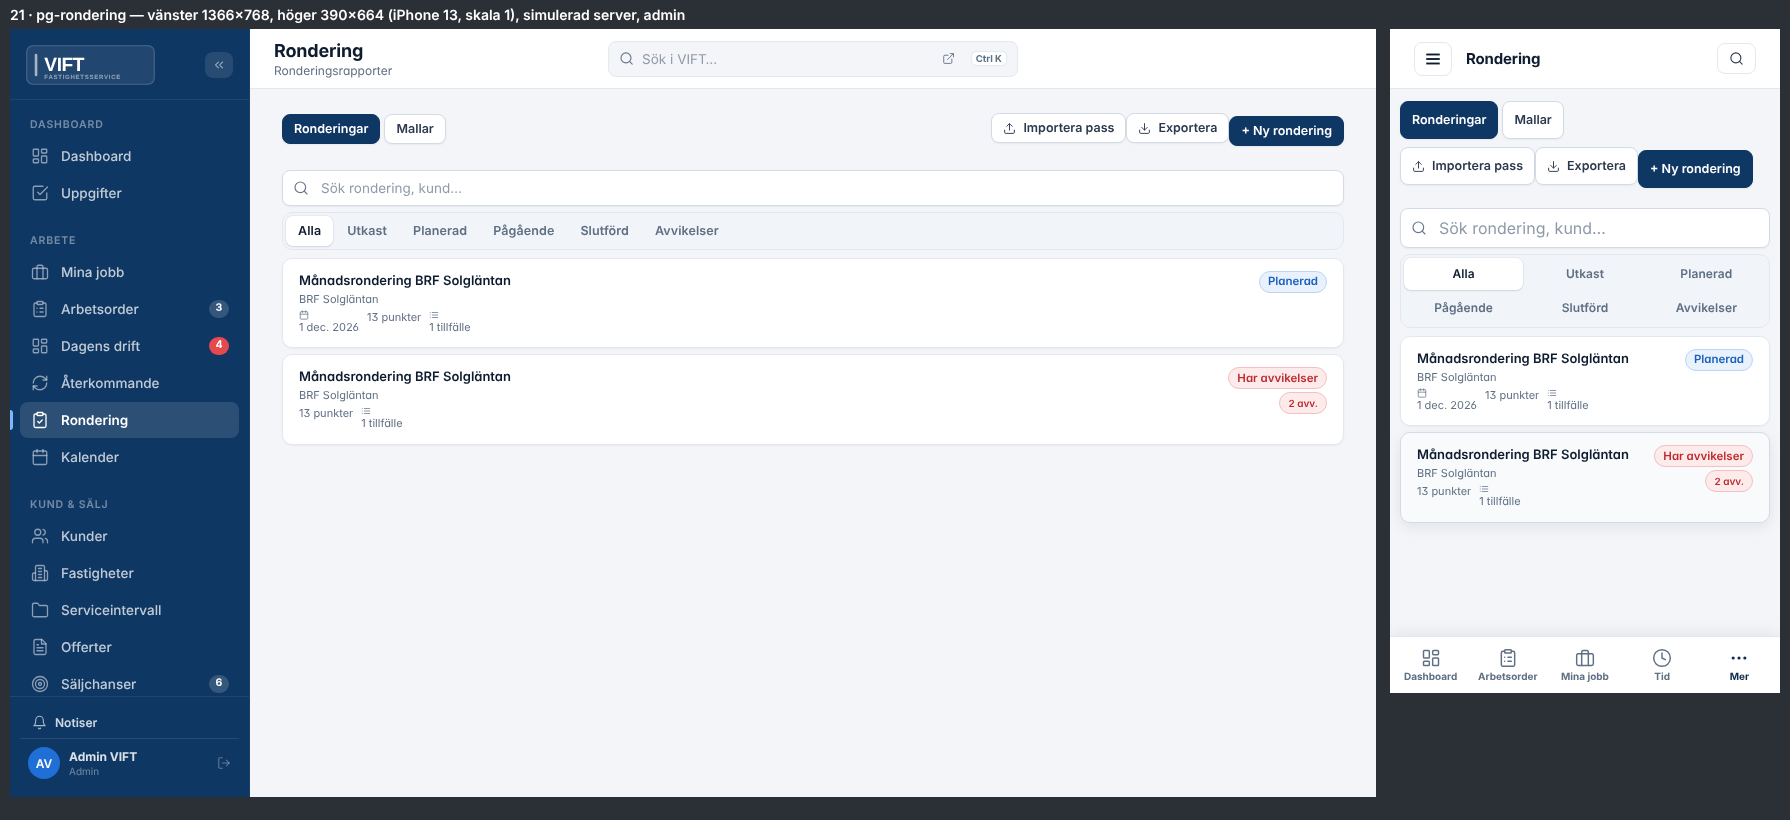 21 · pg-rondering — vänster 1366×768, höger 390×664 (iPhone 13, skala 1), simulerad server, admin
VIFT
FASTIGHETSSERVICE
DASHBOARD
Dashboard
Uppgifter
ARBETE
Mina jobb
Arbetsorder 3
Dagens drift 4
Återkommande
Rondering
Kalender
KUND & SÄLJ
Kunder
Fastigheter
Serviceintervall
Offerter
Säljchanser 6
Notiser
AV Admin VIFT
Admin
Rondering
Ronderingsrapporter
Sök i VIFT... Ctrl K
Ronderingar Mallar Importera pass Exportera + Ny rondering
Sök rondering, kund...
Alla Utkast Planerad Pågående Slutförd Avvikelser
Månadsrondering BRF Solgläntan Planerad
BRF Solgläntan
1 dec. 2026 13 punkter 1 tillfälle
Månadsrondering BRF Solgläntan Har avvikelser
BRF Solgläntan 2 avv.
13 punkter 1 tillfälle
Rondering
Ronderingar Mallar
Importera pass Exportera + Ny rondering
Sök rondering, kund...
Alla Utkast Planerad
Pågående Slutförd Avvikelser
Månadsrondering BRF Solgläntan Planerad
BRF Solgläntan
1 dec. 2026 13 punkter 1 tillfälle
Månadsrondering BRF Solgläntan Har avvikelser
BRF Solgläntan 2 avv.
13 punkter 1 tillfälle
Dashboard Arbetsorder Mina jobb Tid Mer